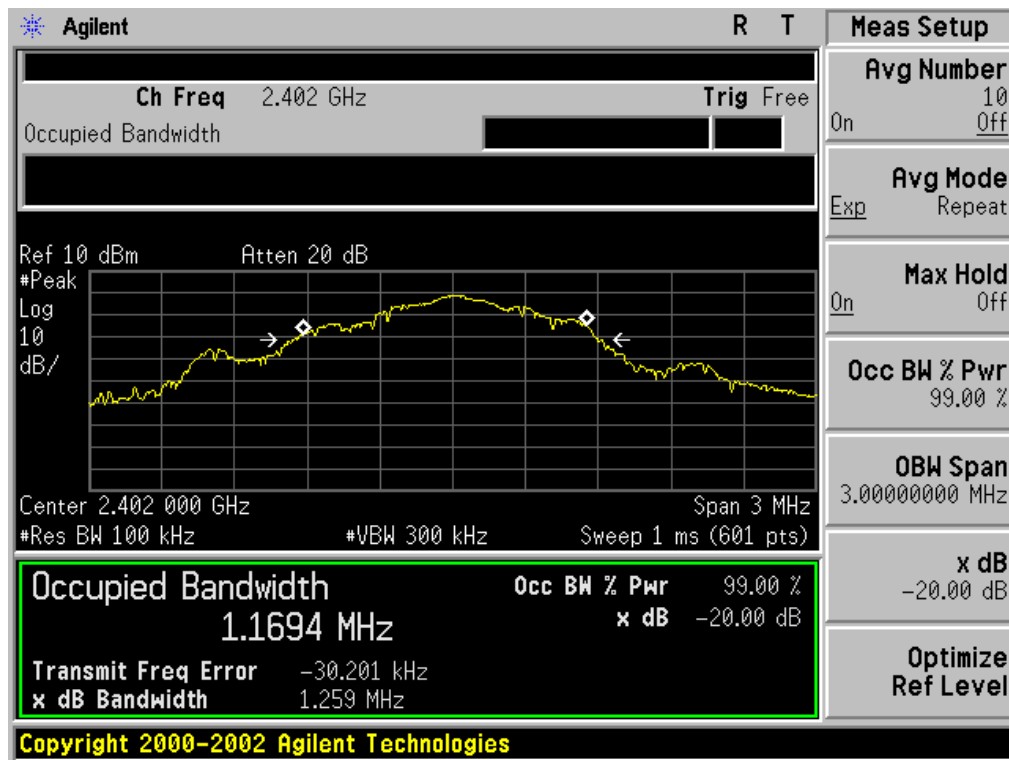 Agilent R T
Ch Freq 2.402 GHz Trig Free
Occupied Bandwidth
Ref 10 dBm Atten 20 dB
#Peak
Log
10
dB/
Center 2.402 000 GHz Span 3 MHz
#Res BW 100 kHz #VBW 300 kHz Sweep 1 ms (601 pts)
Occupied Bandwidth
1.1694 MHz
Occ BW % Pwr 99.00 %
x dB -20.00 dB
Transmit Freq Error -30.201 kHz
x dB Bandwidth 1.259 MHz
Copyright 2000-2002 Agilent Technologies
Meas Setup
Avg Number
10
On Off
Avg Mode
Exp Repeat
Max Hold
On Off
Occ BW % Pwr
99.00 %
OBW Span
3.00000000 MHz
x dB
-20.00 dB
Optimize
Ref Level